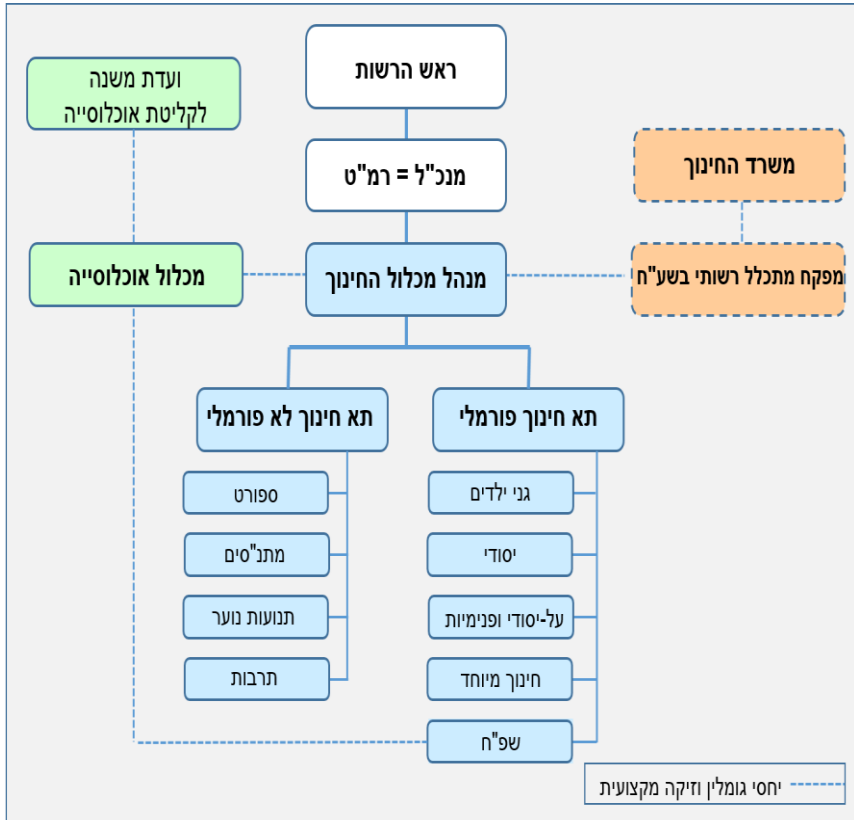 ראש הרשות
ועדת משנה
לקליטת אוכלוסייה
מנכ"ל = רמ"ט
משרד החינוך
מכלול אוכלוסייה
מנהל מכלול החינוך
מפקח מתכלל רשותי בשע"ח
תא חינוך פורמלי
תא חינוך לא פורמלי
גני ילדים
ספורט
יסודי
מתנ"סים
על-יסודי ופנימיות
תנועות נוער
חינוך מיוחד
תרבות
שפ"ח
יחסי גומלין וזיקה מקצועית